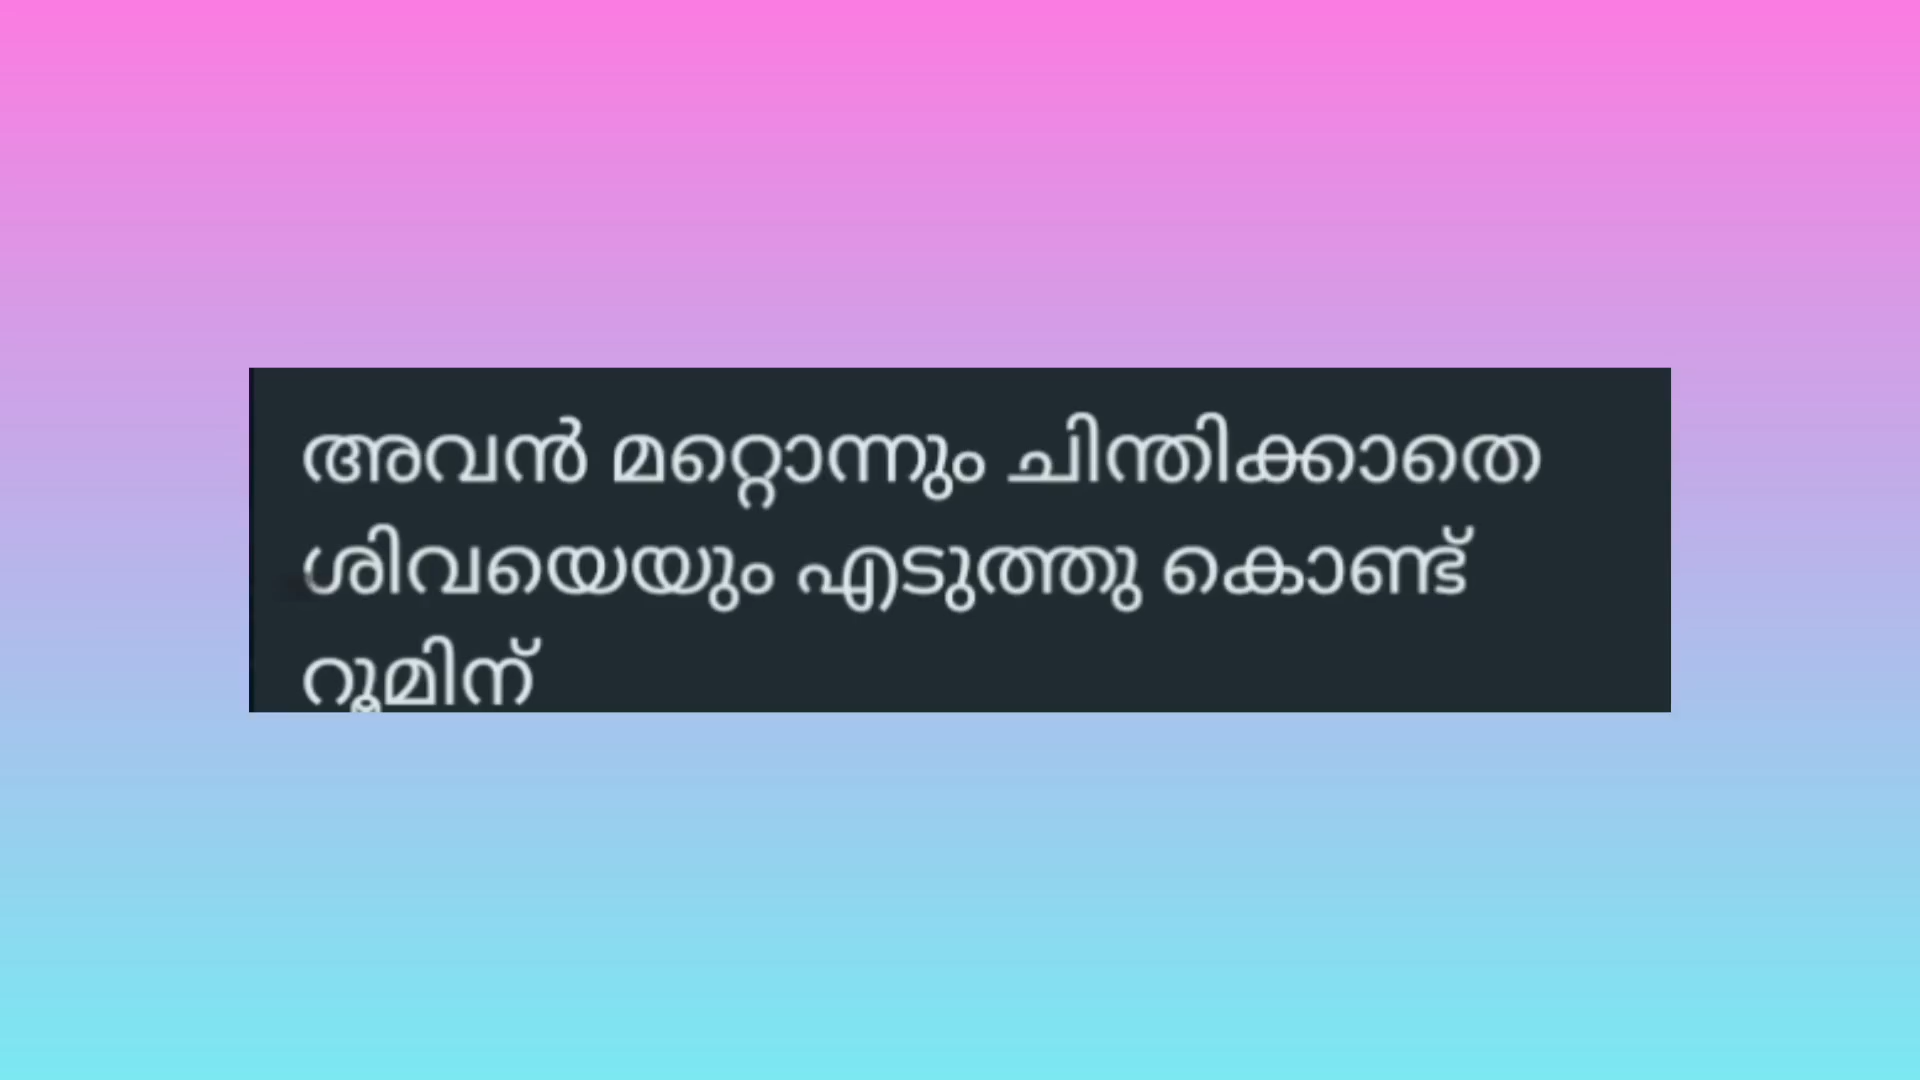 അവൻ മറ്റൊന്നും ചിന്തിക്കാതെ
ശിവയെയും എടുത്തു കൊണ്ട്
റൂമിന്